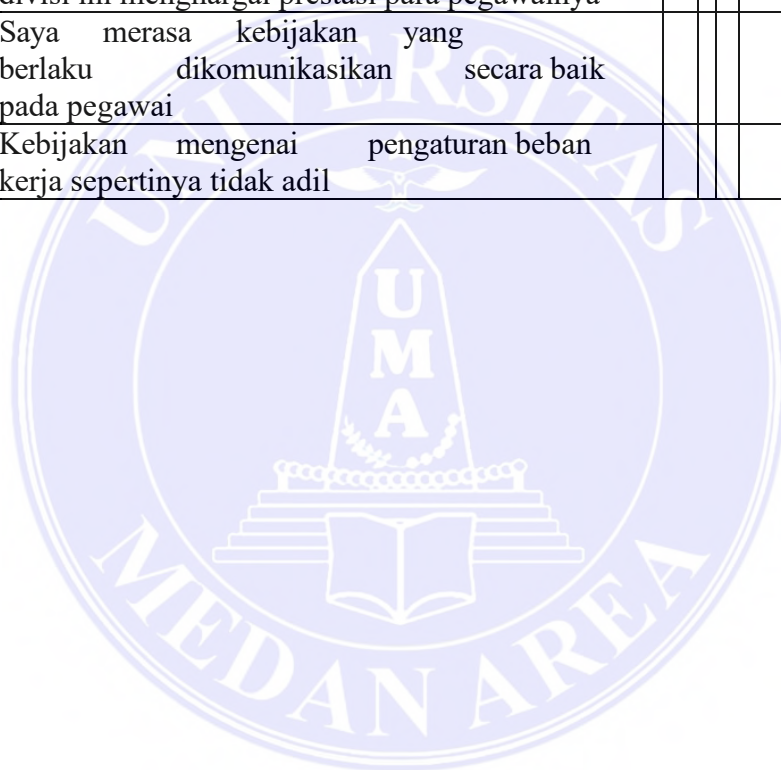 divisi ini menghargai prestasi para pegawainya
Saya merasa kebijakan yang
berlaku dikomunikasikan secara baik
pada pegawai
Kebijakan mengenai pengaturan beban
kerja sepertinya tidak adil
UNIVERSITAS
U
M
A
MEDAN AREA